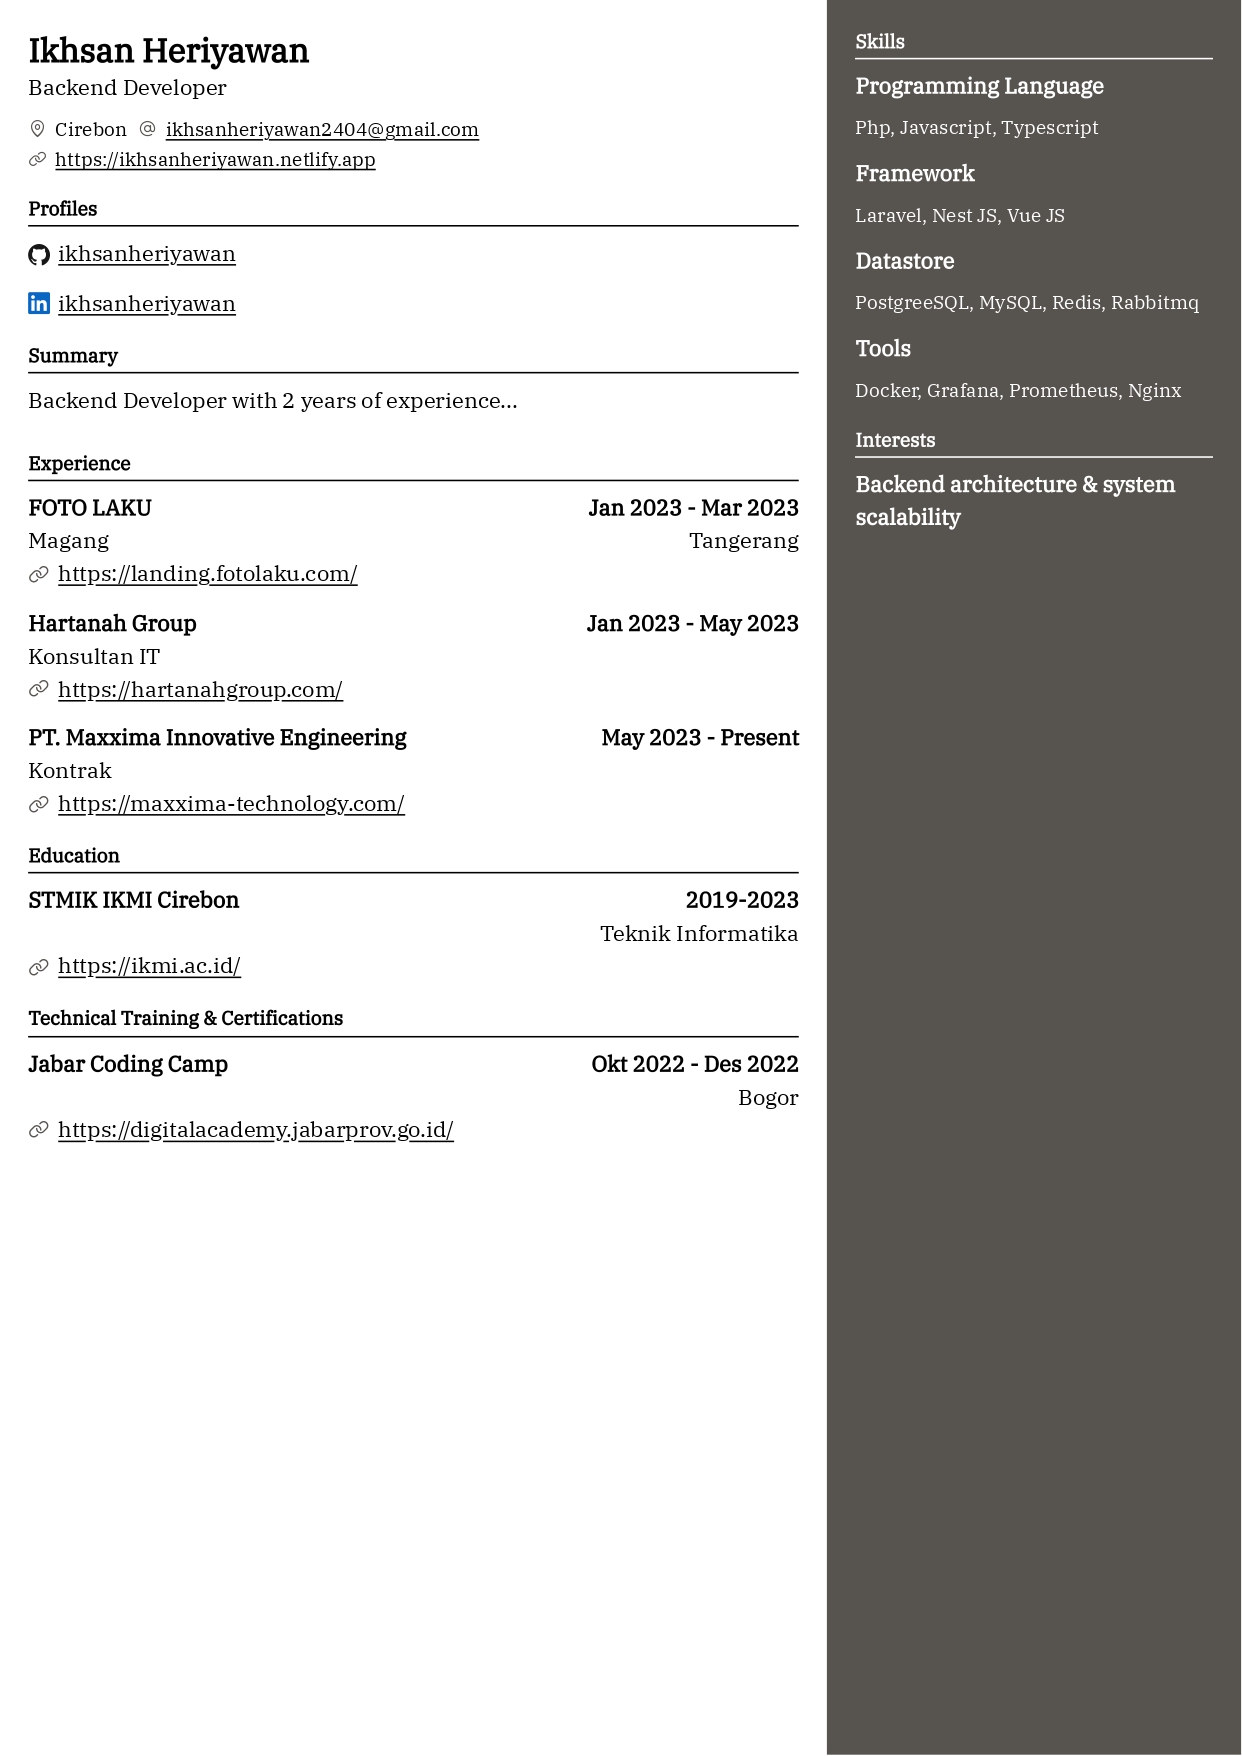 Ikhsan Heriyawan
Backend Developer
Cirebon ikhsanheriyawan2404@gmail.com
https://ikhsanheriyawan.netlify.app
Profiles
ikhsanheriyawan
ikhsanheriyawan
Summary
Backend Developer with 2 years of experience...
Experience
FOTO LAKU Jan 2023 - Mar 2023
Magang Tangerang
https://landing.fotolaku.com/
Hartanah Group Jan 2023 - May 2023
Konsultan IT
https://hartanahgroup.com/
PT. Maxxima Innovative Engineering May 2023 - Present
Kontrak
https://maxxima-technology.com/
Education
STMIK IKMI Cirebon 2019-2023
Teknik Informatika
https://ikmi.ac.id/
Technical Training & Certifications
Jabar Coding Camp Okt 2022 - Des 2022
Bogor
https://digitalacademy.jabarprov.go.id/
Skills
Programming Language
Php, Javascript, Typescript
Framework
Laravel, Nest JS, Vue JS
Datastore
PostgreeSQL, MySQL, Redis, Rabbitmq
Tools
Docker, Grafana, Prometheus, Nginx
Interests
Backend architecture & system
scalability